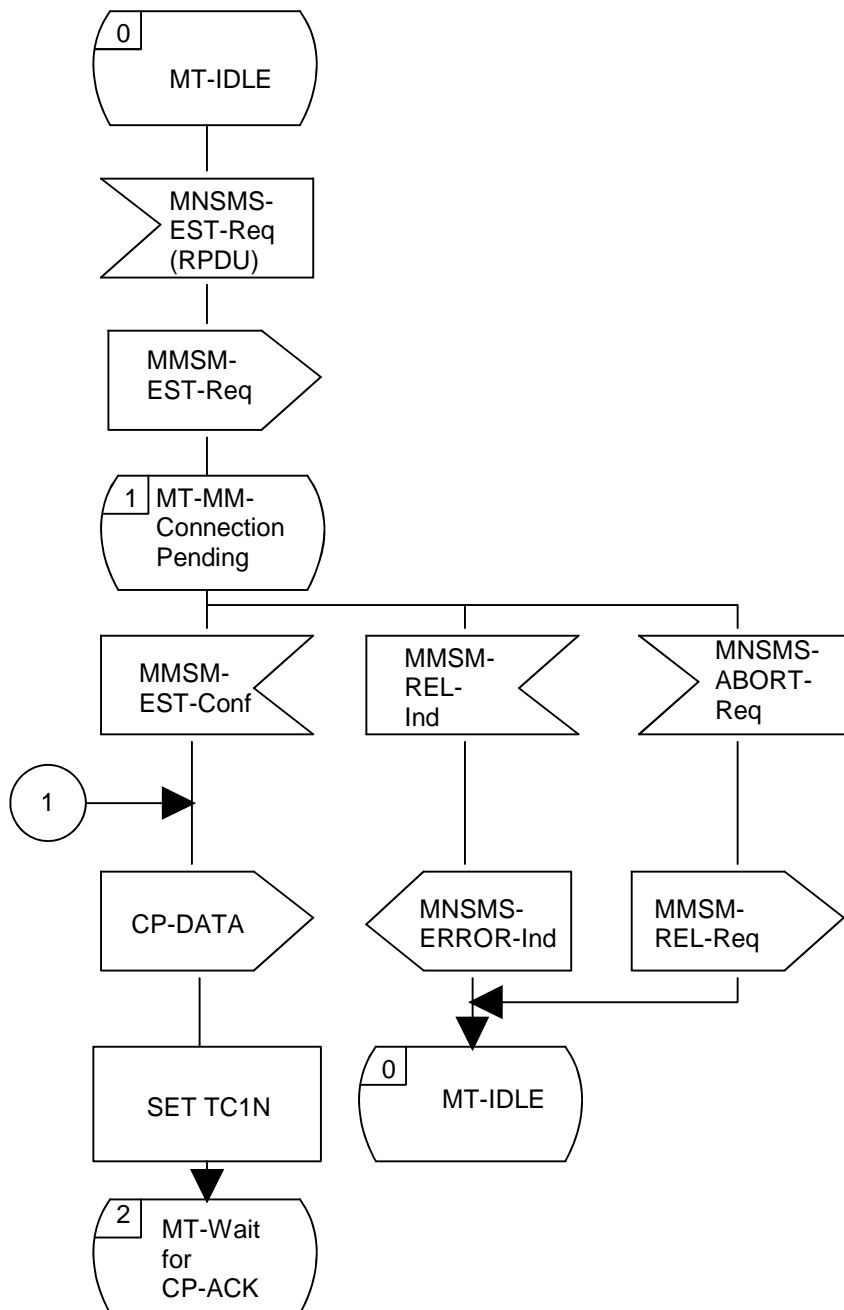 0
MT-IDLE
MNSMS-
EST-Req
(RPDU)
MMSM-
EST-Req
1
MT-MM-
Connection
Pending
MMSM-
EST-Conf
MMSM-
REL-
Ind
MNSMS-
ABORT-
Req
1
CP-DATA
MNSMS-
ERROR-Ind
MMSM-
REL-Req
SET TC1N
0
MT-IDLE
2
MT-Wait
for
CP-ACK